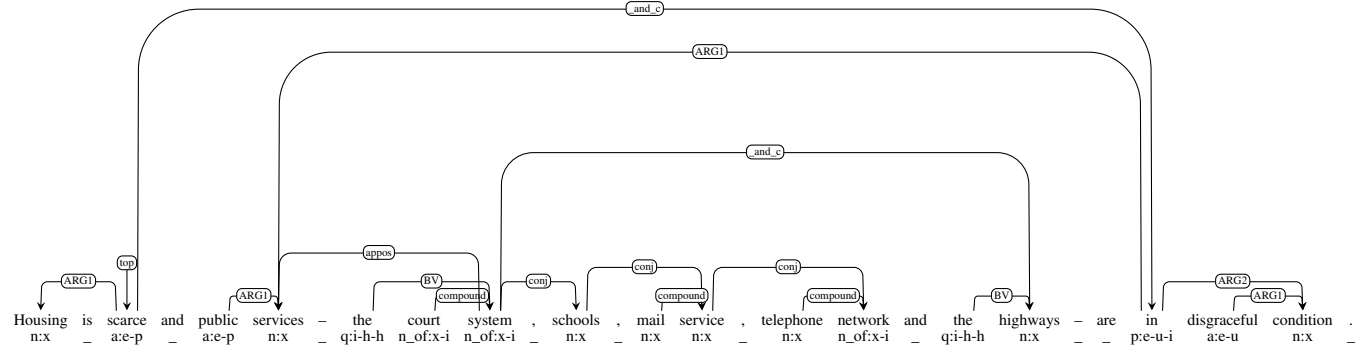 _and_c
ARG1
_and_c
appos
top
conj
conj
ARG1 BV conj ARG2
ARG1 compound compound compound BV ARG1
Housing is scarce and public services – the court system , schools , mail service , telephone network and the highways – are in disgraceful condition .
n:x _ a:e-p _ a:e-p n:x _ q:i-h-h n_of:x-i n_of:x-i _ n:x _ n:x n:x _ n:x n_of:x-i _ q:i-h-h n:x _ _ p:e-u-i a:e-u n:x _